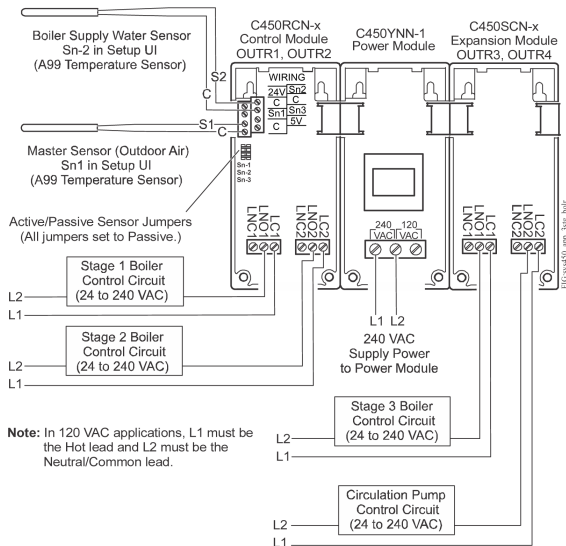 Boiler Supply Water Sensor
Sn-2 in Setup UI
(A99 Temperature Sensor)
C450RCN-x
Control Module
OUTR1, OUTR2
C450YNN-1
Power Module
C450SCN-x
Expansion Module
OUTR3, OUTR4
S2
C
S1
C
WIRING
24V Sn2
C C
Sn1 Sn3
C 5V
Sn-1
Sn-2
Sn-3
Master Sensor (Outdoor Air)
Sn1 in Setup UI
(A99 Temperature Sensor)
Active/Passive Sensor Jumpers
(All jumpers set to Passive.)
LNC1 LNO1 LC1
LNC2 LNO2 LC2
240 VAC 120 VAC
LNC1 LNO1 LC1
LNC2 LNO2 LC2
FIG:sys450_app_3stg_boilr
Stage 1 Boiler
Control Circuit
(24 to 240 VAC)
L2
L1
L1 L2
240 VAC
Supply Power
to Power Module
Stage 2 Boiler
Control Circuit
(24 to 240 VAC)
L2
L1
Note: In 120 VAC applications, L1 must be
the Hot lead and L2 must be the
Neutral/Common lead.
Stage 3 Boiler
Control Circuit
(24 to 240 VAC)
L2
L1
Circulation Pump
Control Circuit
(24 to 240 VAC)
L2
L1